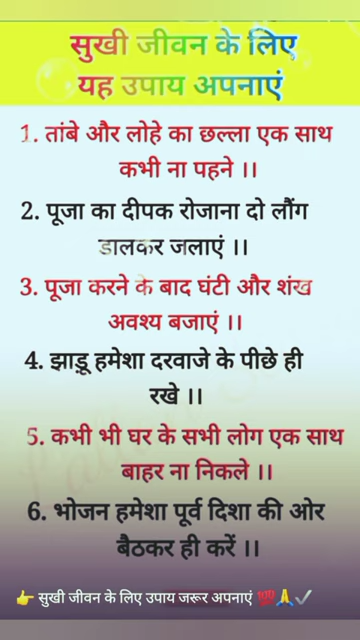 सुखी जीवन के लिए
यह उपाय अपनाएं
1. तांबे और लोहे का छल्ला एक साथ
कभी ना पहने ।।
2. पूजा का दीपक रोजाना दो लौंग
डालकर जलाएं ।।
3. पूजा करने के बाद घंटी और शंख
अवश्य बजाएं ।।
4. झाड़ू हमेशा दरवाजे के पीछे ही
रखे ।।
5. कभी भी घर के सभी लोग एक साथ
बाहर ना निकले ।।
6. भोजन हमेशा पूर्व दिशा की ओर
बैठकर ही करें ।।
👉 सुखी जीवन के लिए उपाय जरूर अपनाएं 💯🙏✔️